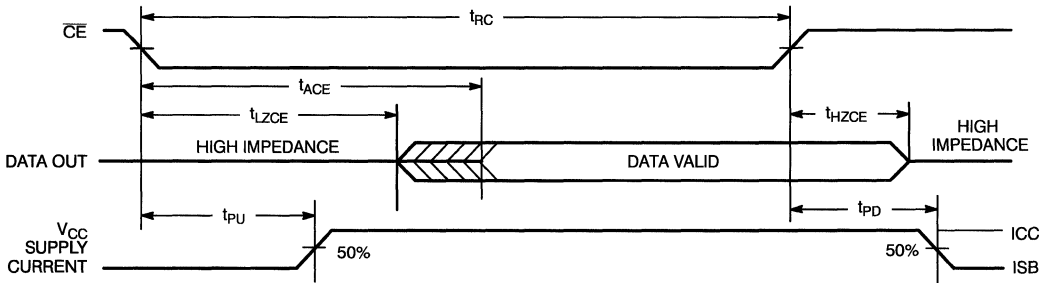 tRC
CE
tACE
tLZCE
tHZCE
HIGH IMPEDANCE
HIGH
IMPEDANCE
DATA OUT
DATA VALID
tPU
tPD
VCC
SUPPLY
CURRENT
50%
50%
ICC
ISB